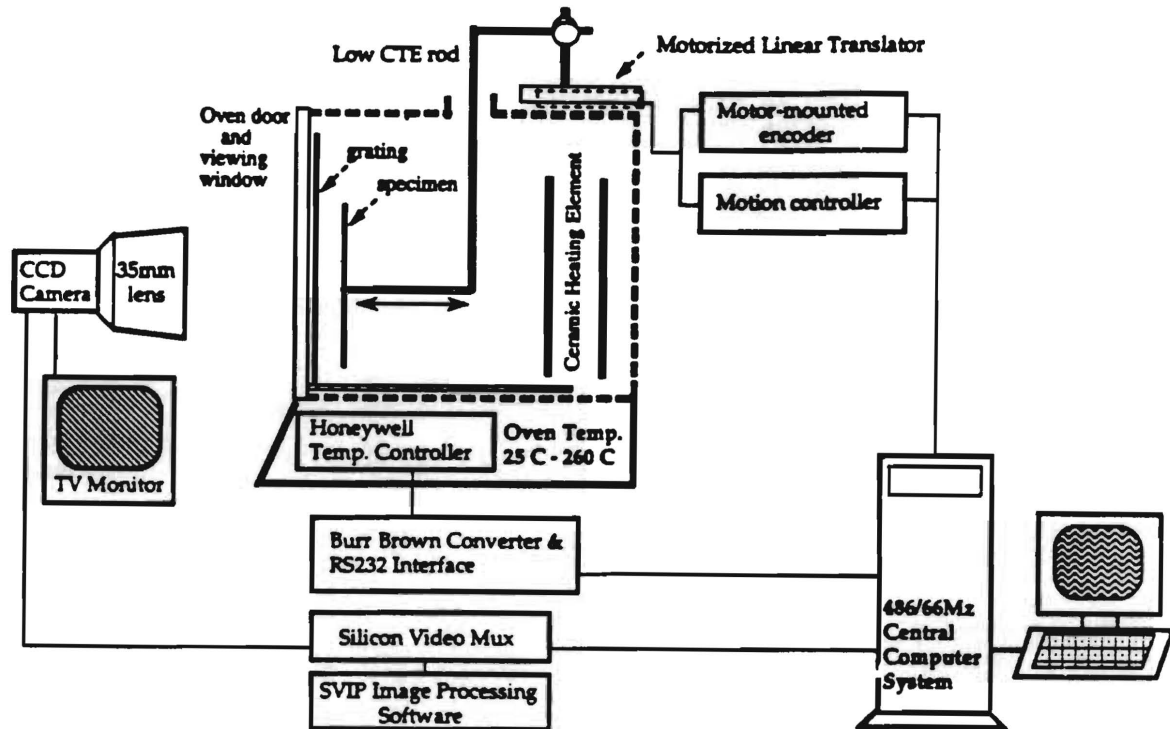 Low CTE rod
Motorized Linear Translator
Oven door
and
viewing
window
grating
specimen
Ceramic Heating Element
Motor-mounted
encoder
Motion controller
CCD
Camera
35mm
lens
TV Monitor
Honeywell
Temp. Controller
Oven Temp.
25 C - 260 C
Burr Brown Converter &
RS232 Interface
Silicon Video Mux
SVIP Image Processing
Software
486/66Mz
Central
Computer
System